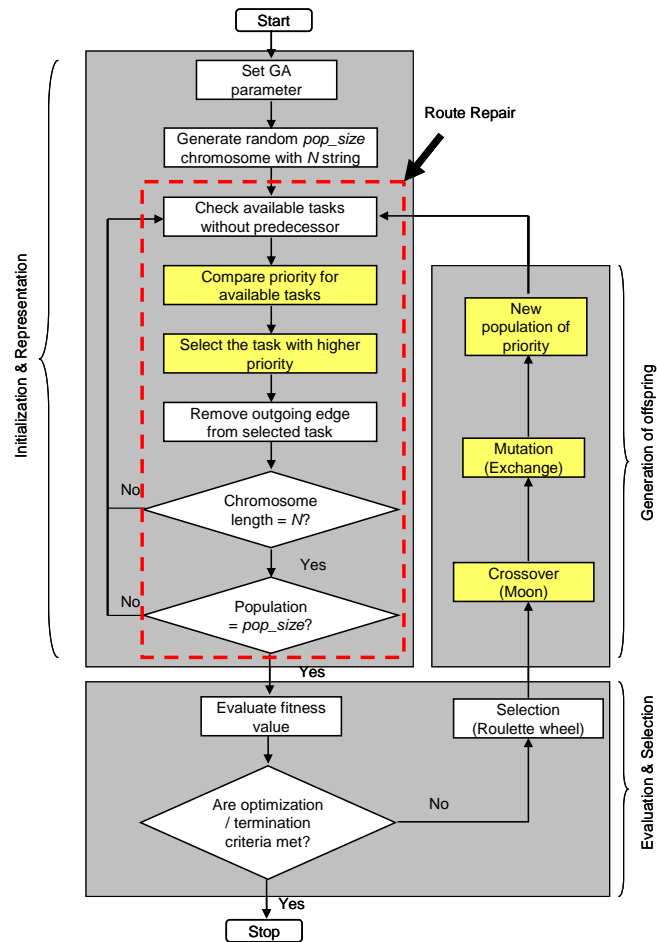 Start
Set GA
parameter
Route Repair
Generate random pop_size
chromosome with N string
Check available tasks
without predecessor
Compare priority for
available tasks
Select the task with higher
priority
Remove outgoing edge
from selected task
No
Chromosome
length = N?
Yes
No
Population
= pop_size?
Yes
Initialization & Representation
New
population of
priority
Mutation
(Exchange)
Crossover
(Moon)
Generation of offspring
Evaluate fitness
value
Selection
(Roulette wheel)
Are optimization
/ termination
criteria met?
No
Yes
Evaluation & Selection
Stop